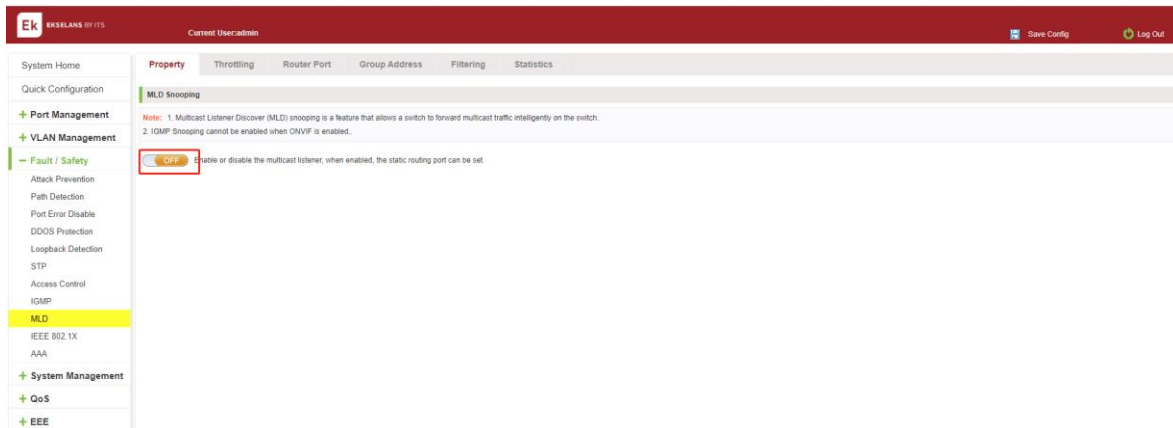 Ek EKSELANS BY ITS
Current User:admin
Save Config
Log Out
System Home
Quick Configuration
+ Port Management
+ VLAN Management
− Fault / Safety
Attack Prevention
Path Detection
Port Error Disable
DDOS Protection
Loopback Detection
STP
Access Control
IGMP
MLD
IEEE 802.1X
AAA
+ System Management
+ QoS
+ EEE
Property Throttling Router Port Group Address Filtering Statistics
MLD Snooping
Note: 1. Multicast Listener Discover (MLD) snooping is a feature that allows a switch to forward multicast traffic intelligently on the switch.
2. IGMP Snooping cannot be enabled when ONVIF is enabled..
OFF Enable or disable the multicast listener, when enabled, the static routing port can be set.